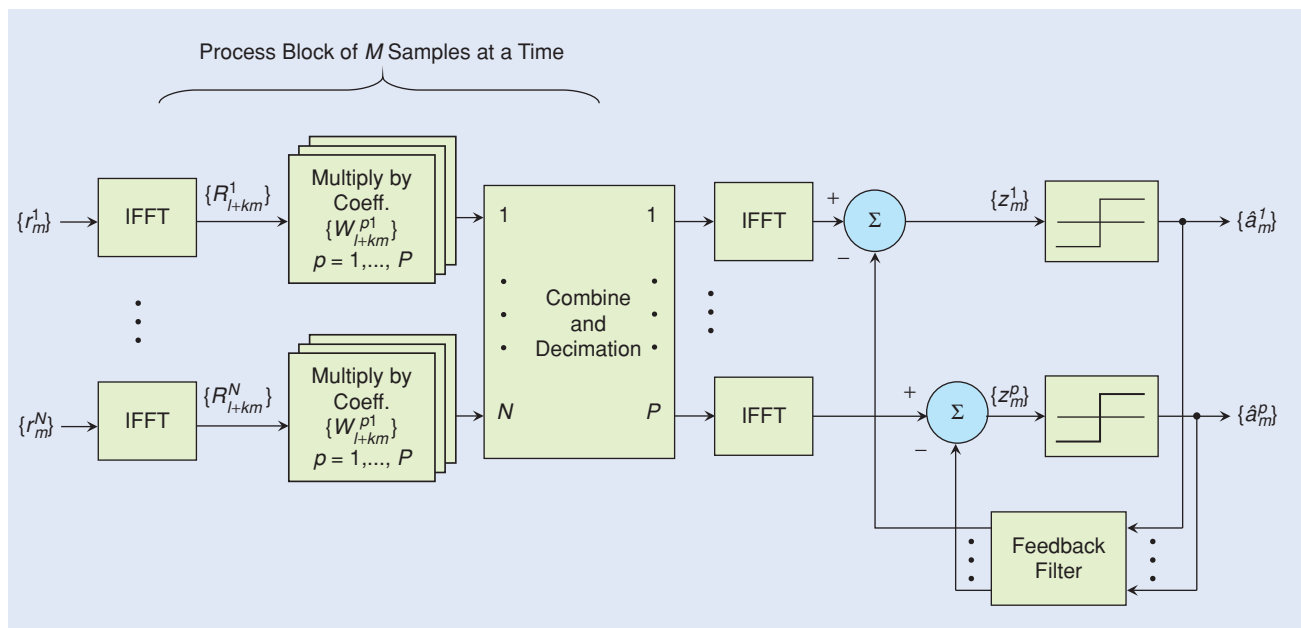 Process Block of M Samples at a Time
{r_m^1}
IFFT
{R_{l+km}^1}
Multiply by
Coeff.
{W_{l+km}^{p1}}
p = 1,..., P
1
1
IFFT
+
Σ
−
{z_m^1}
{â_m^1}
Combine
and
Decimation
{r_m^N}
IFFT
{R_{l+km}^N}
Multiply by
Coeff.
{W_{l+km}^{p1}}
p = 1,..., P
N
P
IFFT
+
Σ
−
{z_m^p}
{â_m^p}
Feedback
Filter